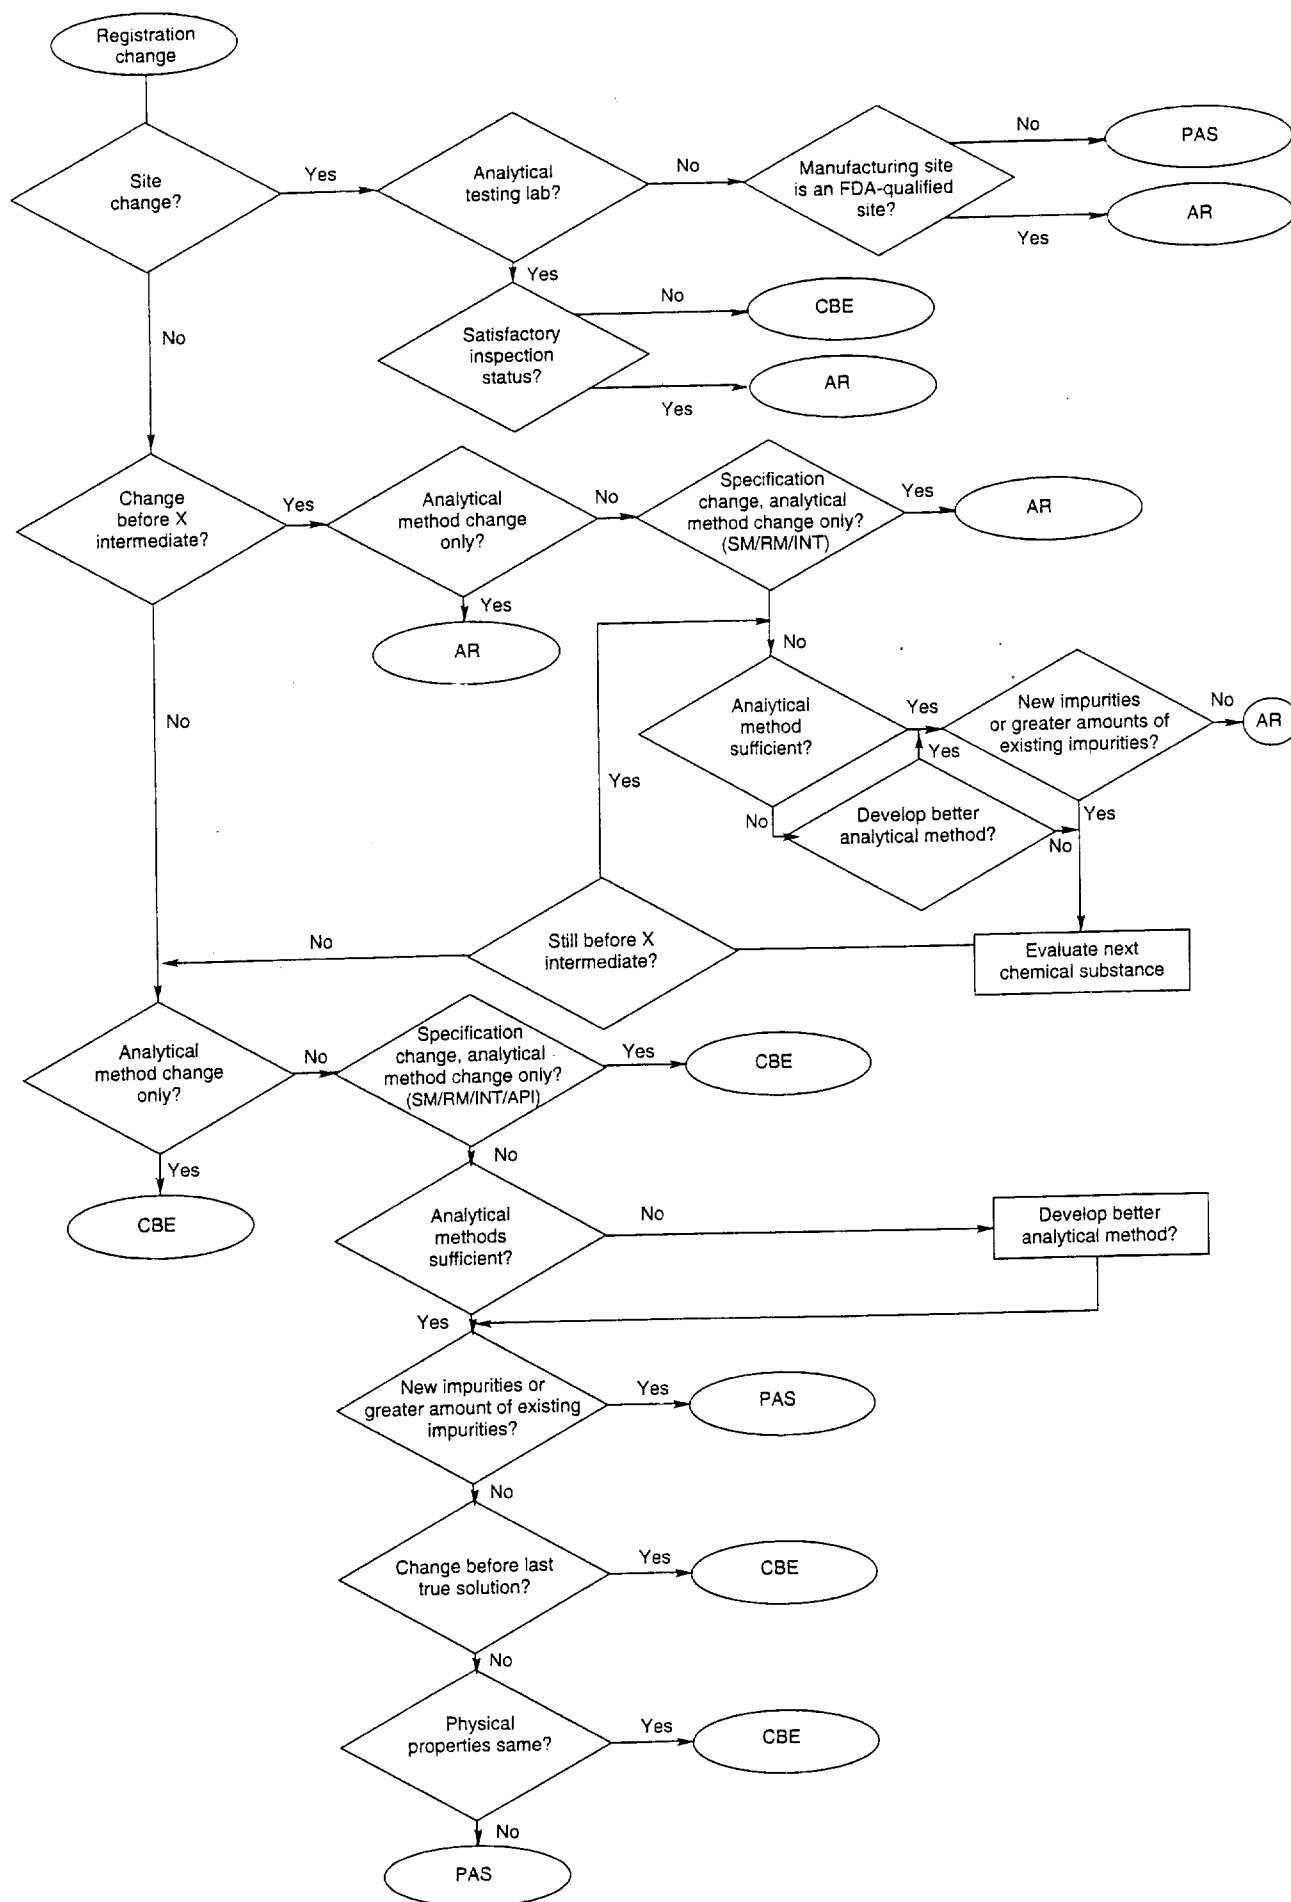 Registration
change
Site
change?
Yes
Analytical
testing lab?
No
Manufacturing site
is an FDA-qualified
site?
No
PAS
Yes
AR
No
Yes
Satisfactory
inspection
status?
No
CBE
Yes
AR
Change
before X
intermediate?
Yes
Analytical
method change
only?
No
Specification
change, analytical
method change only?
(SM/RM/INT)
Yes
AR
Yes
AR
No
No
Analytical
method
sufficient?
Yes
New impurities
or greater amounts of
existing impurities?
No
AR
Yes
No
Develop better
analytical method?
No
Yes
Yes
Evaluate next
chemical substance
Still before X
intermediate?
No
Analytical
method change
only?
No
Specification
change, analytical
method change only?
(SM/RM/INT/API)
Yes
CBE
Yes
CBE
No
Analytical
methods
sufficient?
No
Develop better
analytical method?
Yes
New impurities or
greater amount of existing
impurities?
Yes
PAS
No
Change before last
true solution?
Yes
CBE
No
Physical
properties same?
Yes
CBE
No
PAS